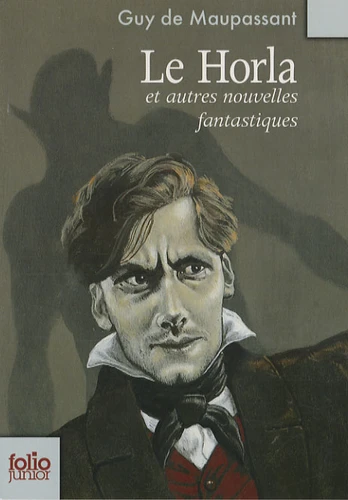 Guy de Maupassant
Le Horla
et autres nouvelles
fantastiques
folio
junior